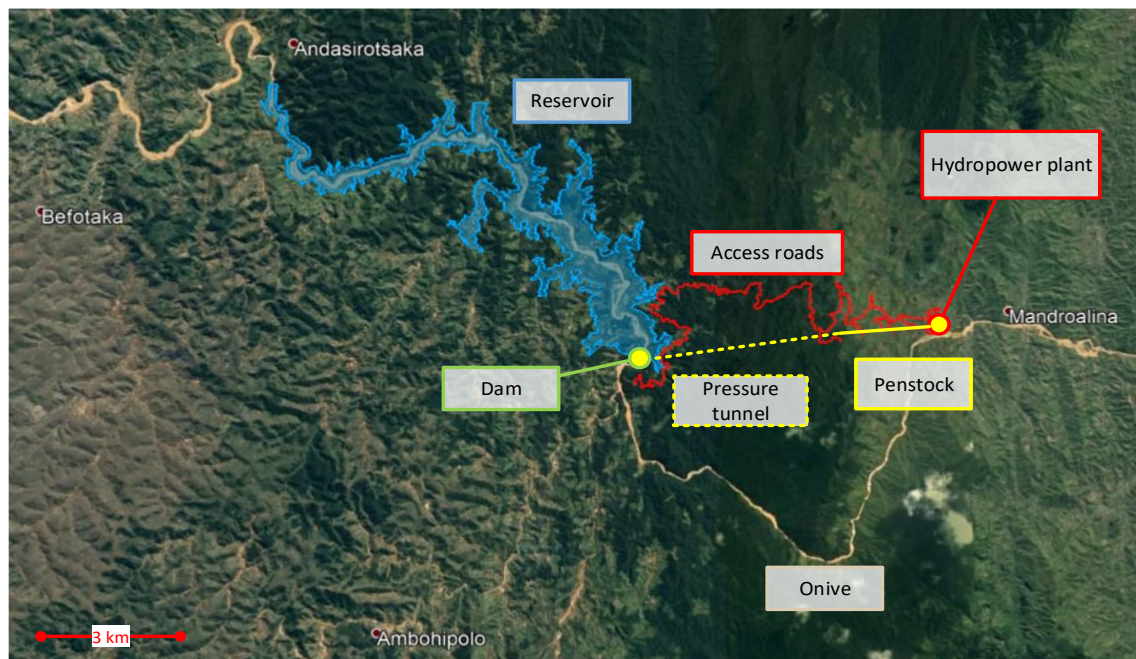 Andasirotsaka
Reservoir
Hydropower plant
Befotaka
Access roads
Mandroalina
Dam
Pressure
tunnel
Penstock
Onive
3 km
Ambohipolo